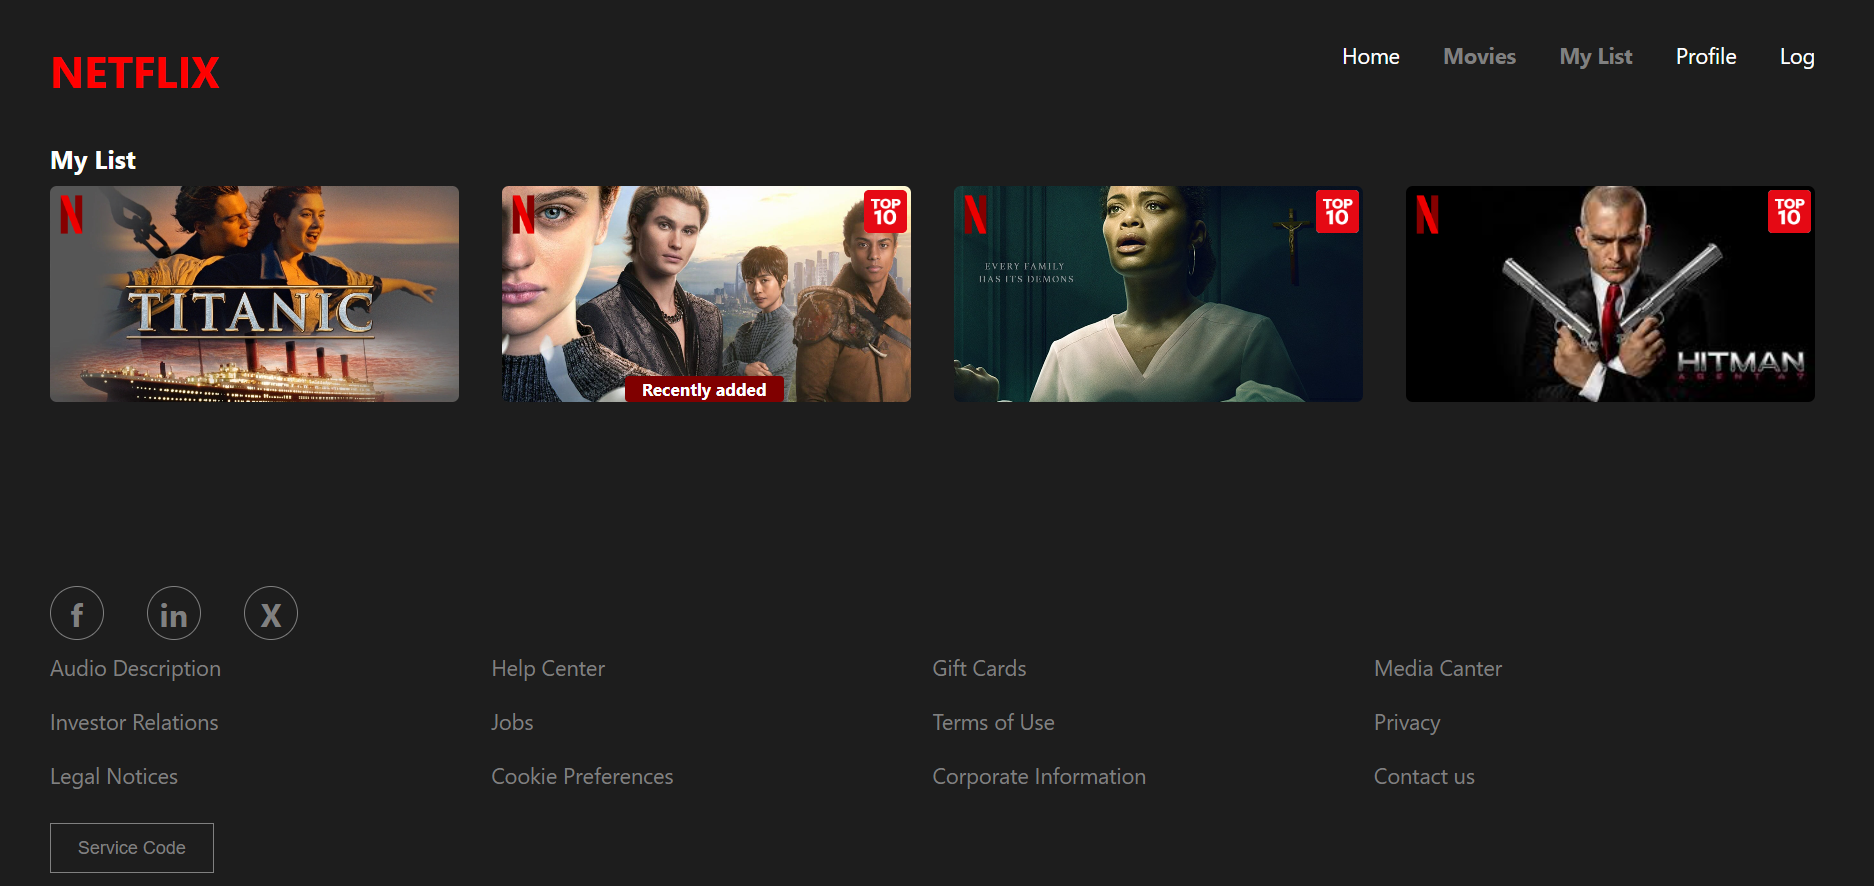 NETFLIX
Home Movies My List Profile Log
My List
N
TITANIC
N
TOP
10
Recently added
N
TOP
10
EVERY FAMILY
HAS ITS DEMONS
N
TOP
10
HITMAN
AGENT 47
f in X
Audio Description Help Center Gift Cards Media Canter
Investor Relations Jobs Terms of Use Privacy
Legal Notices Cookie Preferences Corporate Information Contact us
Service Code